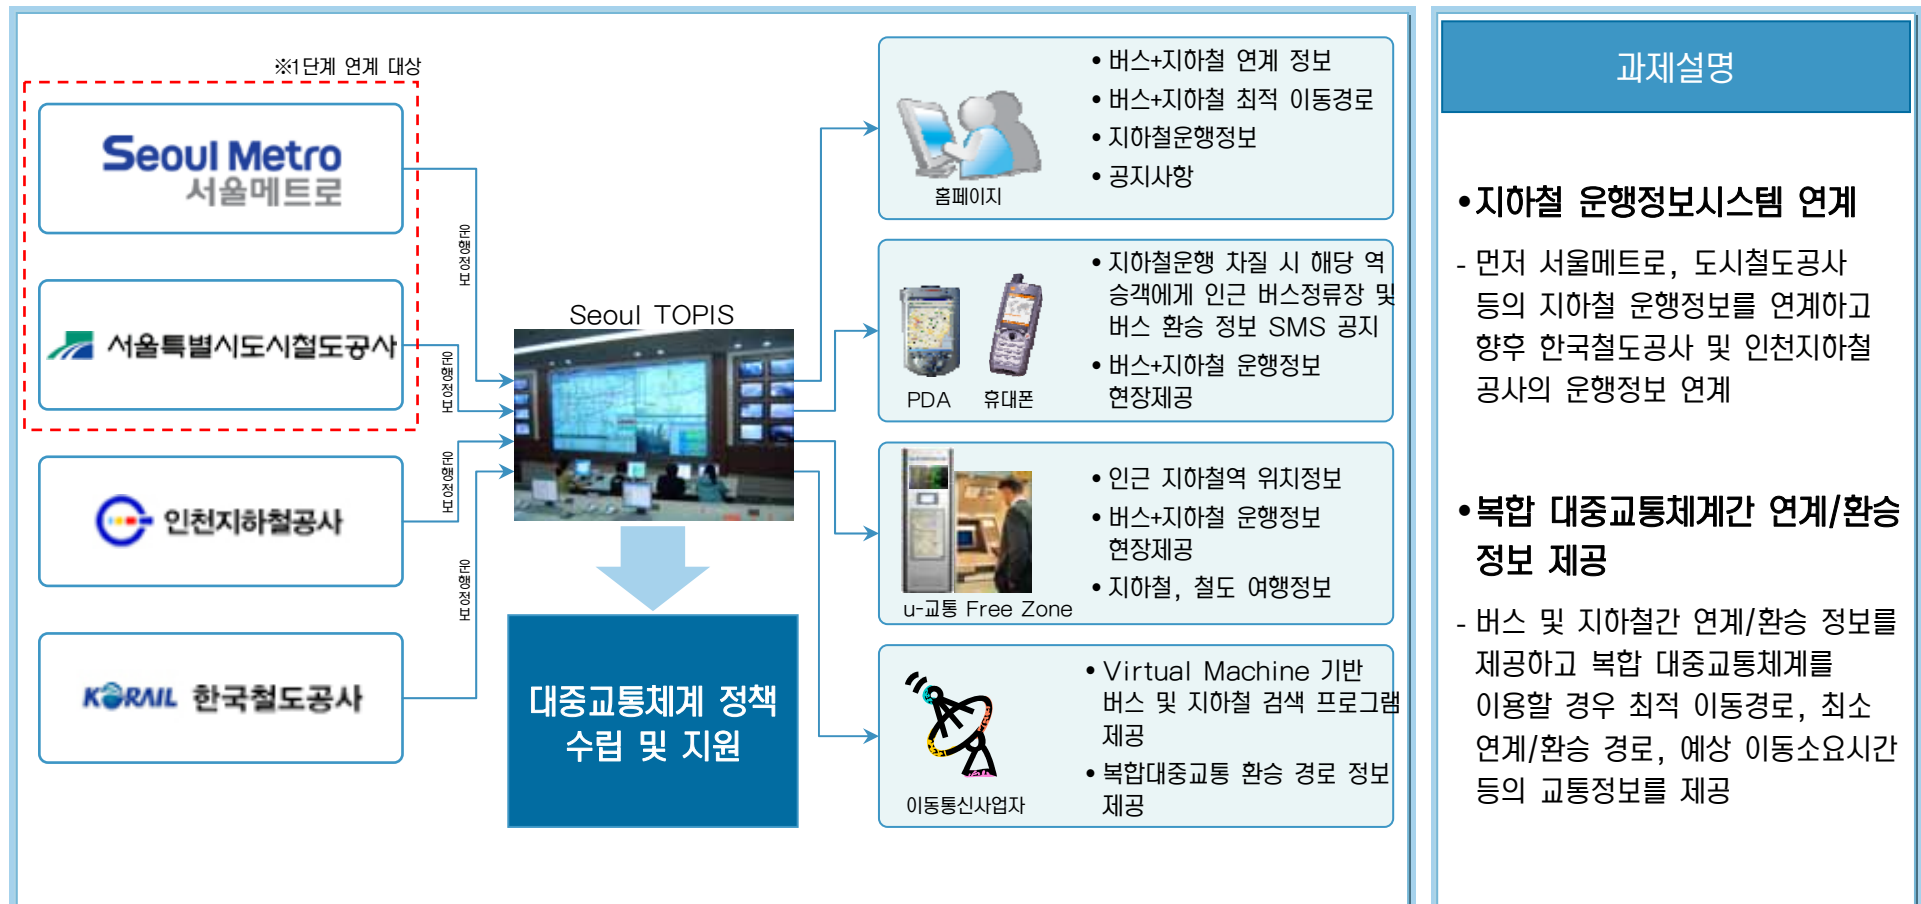 ※1단계 연계 대상
Seoul Metro
서울메트로
서울특별시도시철도공사
인천지하철공사
KORAIL 한국철도공사
운행정보
운행정보
운행정보
운행정보
Seoul TOPIS
대중교통체계 정책
수립 및 지원
•버스+지하철 연계 정보
•버스+지하철 최적 이동경로
•지하철운행정보
•공지사항
홈페이지
•지하철운행 차질 시 해당 역
승객에게 인근 버스정류장 및
버스 환승 정보 SMS 공지
•버스+지하철 운행정보
현장제공
PDA
휴대폰
•인근 지하철역 위치정보
•버스+지하철 운행정보
현장제공
•지하철, 철도 여행정보
u-교통 Free Zone
•Virtual Machine 기반
버스 및 지하철 검색 프로그램
제공
•복합대중교통 환승 경로 정보
제공
이동통신사업자
과제설명
•지하철 운행정보시스템 연계
- 먼저 서울메트로, 도시철도공사
등의 지하철 운행정보를 연계하고
향후 한국철도공사 및 인천지하철
공사의 운행정보 연계
•복합 대중교통체계간 연계/환승
정보 제공
- 버스 및 지하철간 연계/환승 정보를
제공하고 복합 대중교통체계를
이용할 경우 최적 이동경로, 최소
연계/환승 경로, 예상 이동소요시간
등의 교통정보를 제공